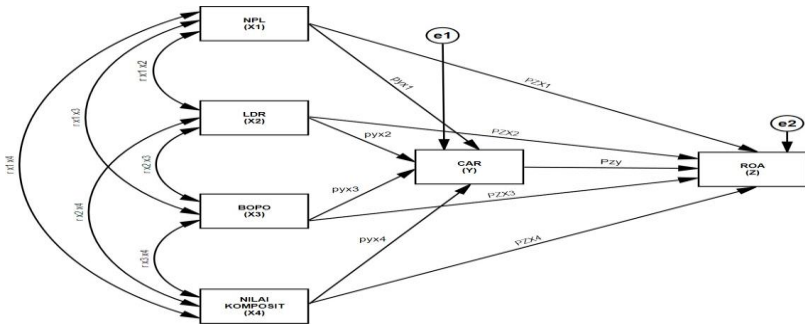 NPL
(X1)
e1
rx1x2
pyx1
PZX1
rx1x3
LDR
(X2)
e2
pyx2
PZX2
rx1x4
rx2x3
CAR
(Y)
Pzy
ROA
(Z)
pyx3
PZX3
BOPO
(X3)
rx2x4
pyx4
PZX4
rx3x4
NILAI
KOMPOSIT
(X4)